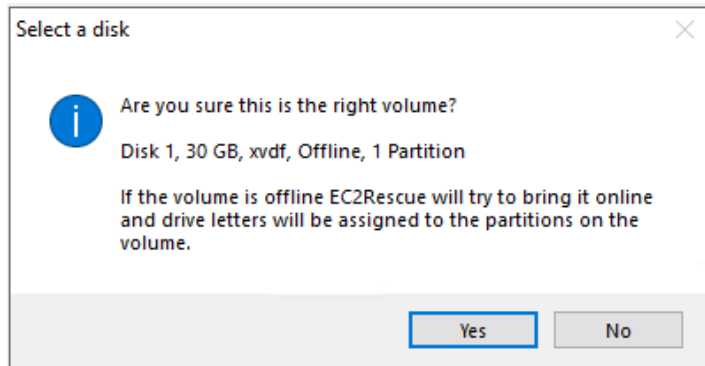 Select a disk
Are you sure this is the right volume?
Disk 1, 30 GB, xvdf, Offline, 1 Partition
If the volume is offline EC2Rescue will try to bring it online
and drive letters will be assigned to the partitions on the
volume.
Yes
No